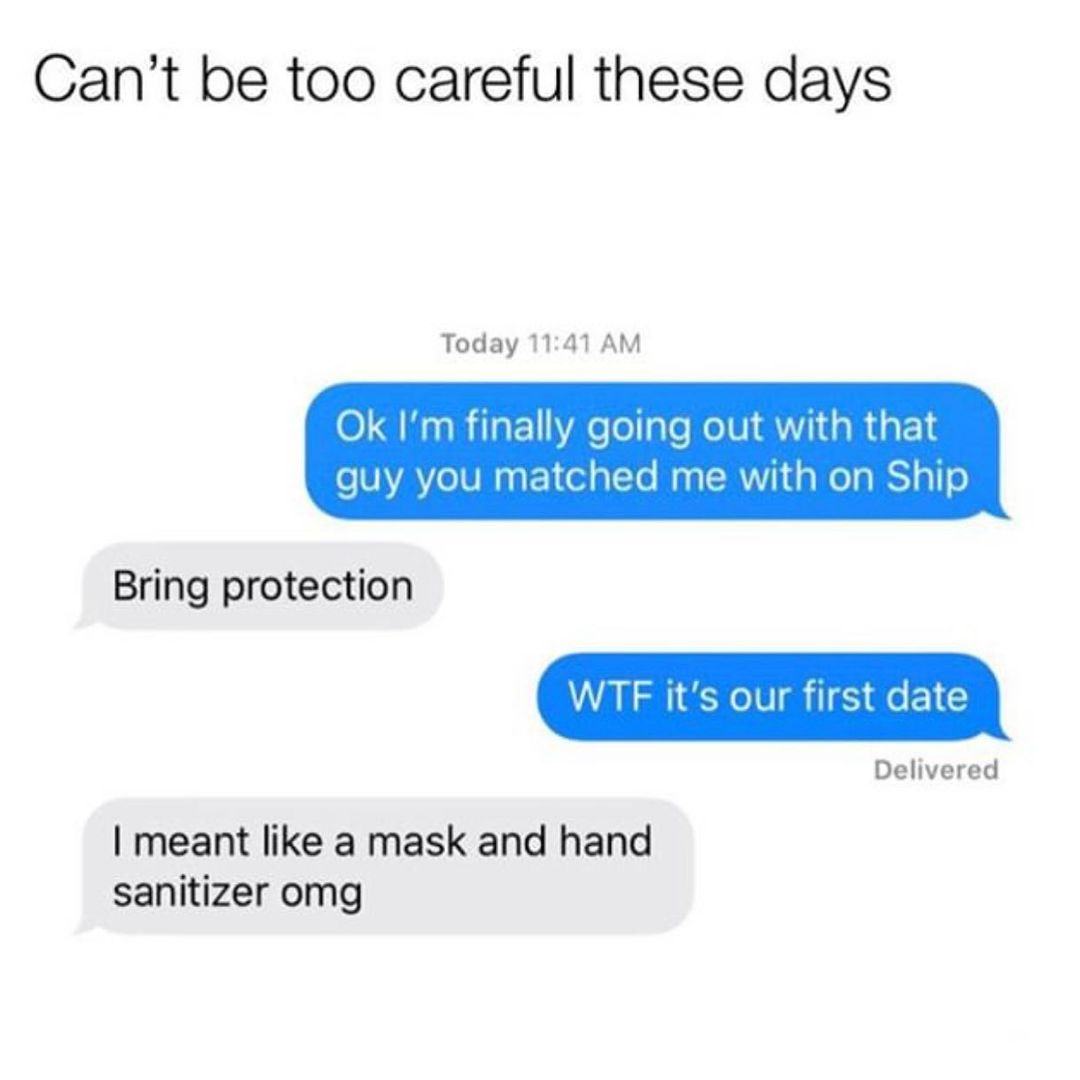 Can’t be too careful these days
Today 11:41 AM
Ok I’m finally going out with that
guy you matched me with on Ship
Bring protection
WTF it’s our first date
Delivered
I meant like a mask and hand
sanitizer omg